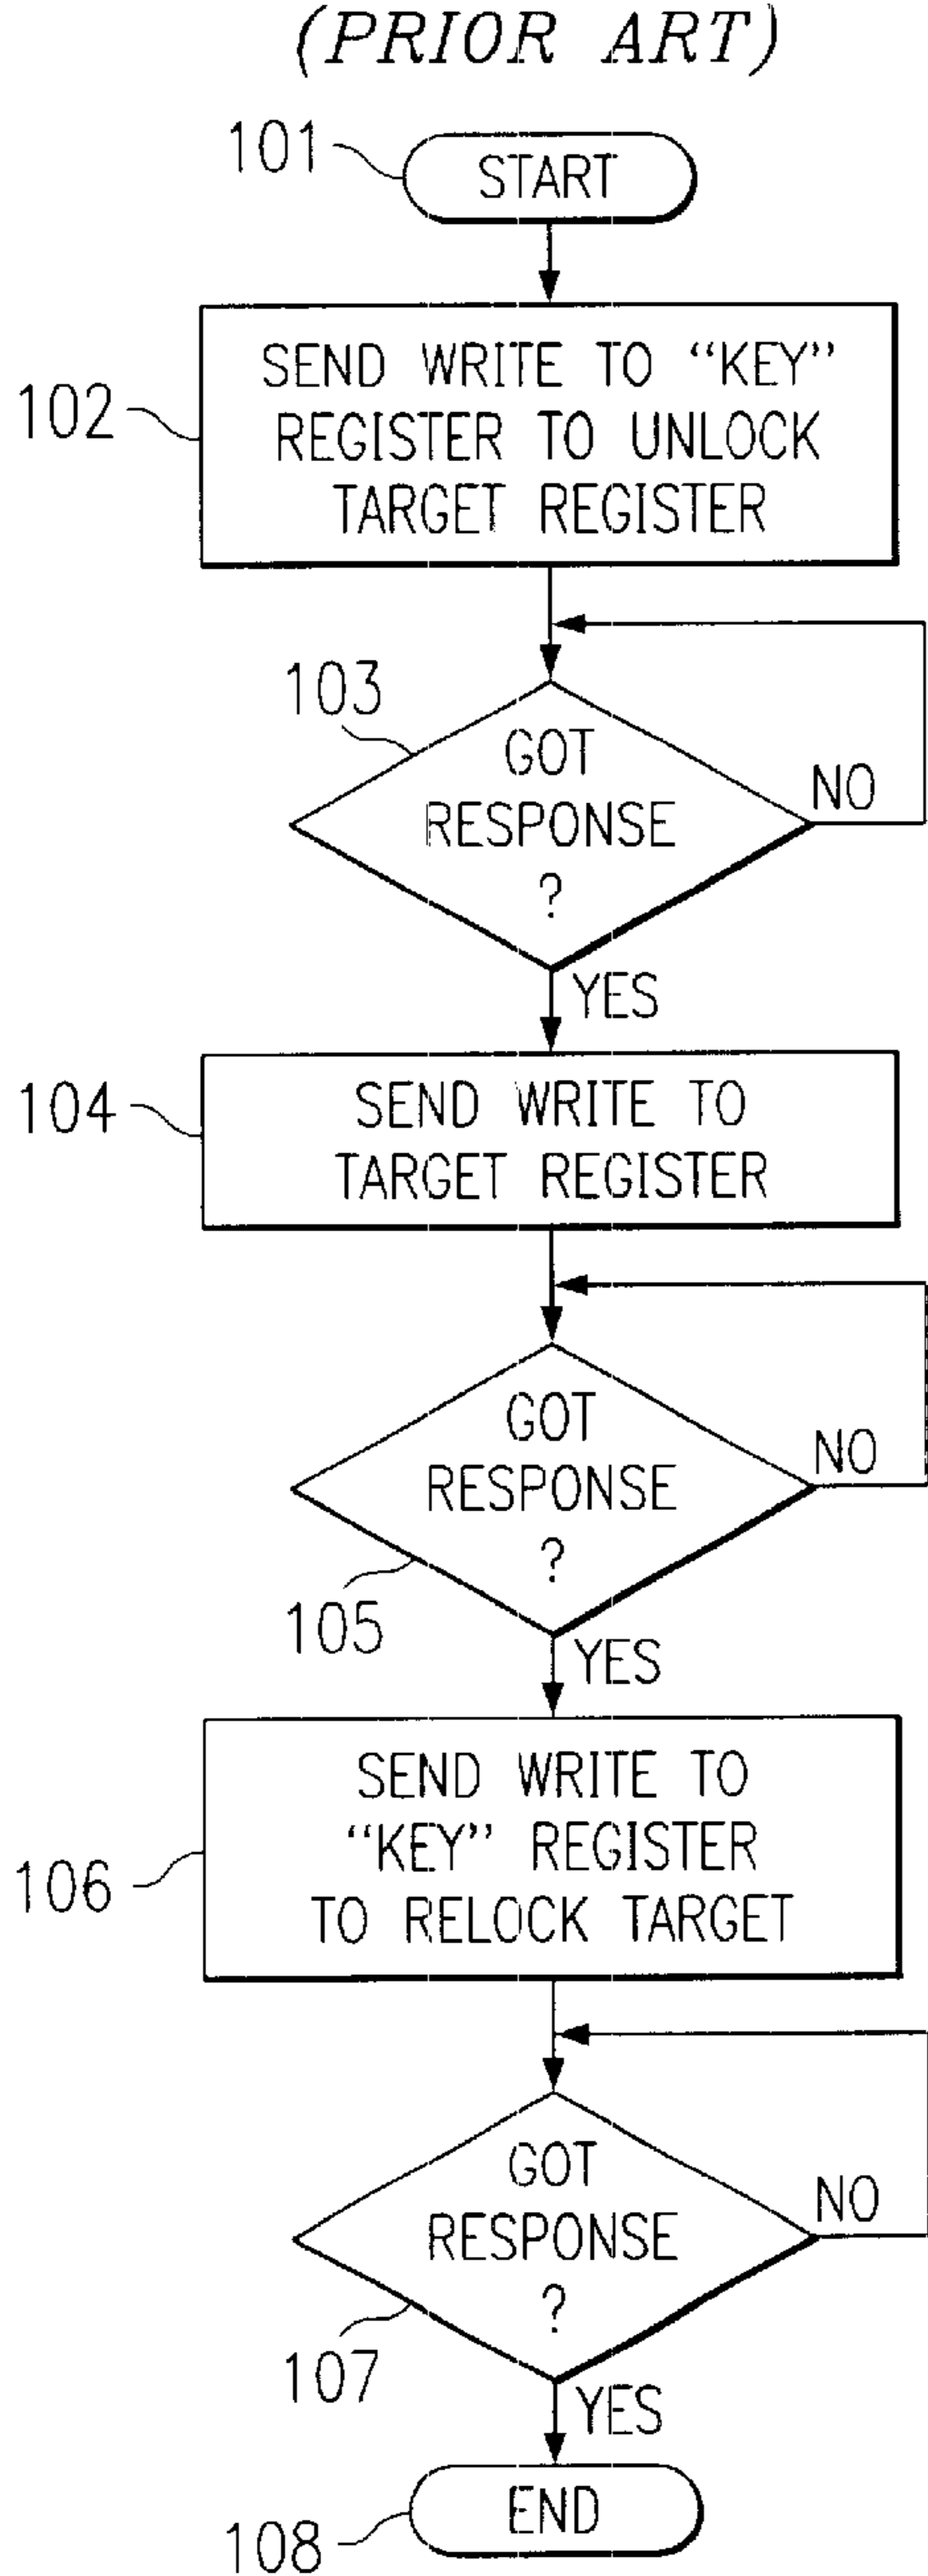 (PRIOR ART)
101
START
102
SEND WRITE TO “KEY”
REGISTER TO UNLOCK
TARGET REGISTER
103
GOT
RESPONSE
?
NO
YES
104
SEND WRITE TO
TARGET REGISTER
GOT
RESPONSE
?
NO
105
YES
106
SEND WRITE TO
“KEY” REGISTER
TO RELOCK TARGET
GOT
RESPONSE
?
NO
107
YES
END
108